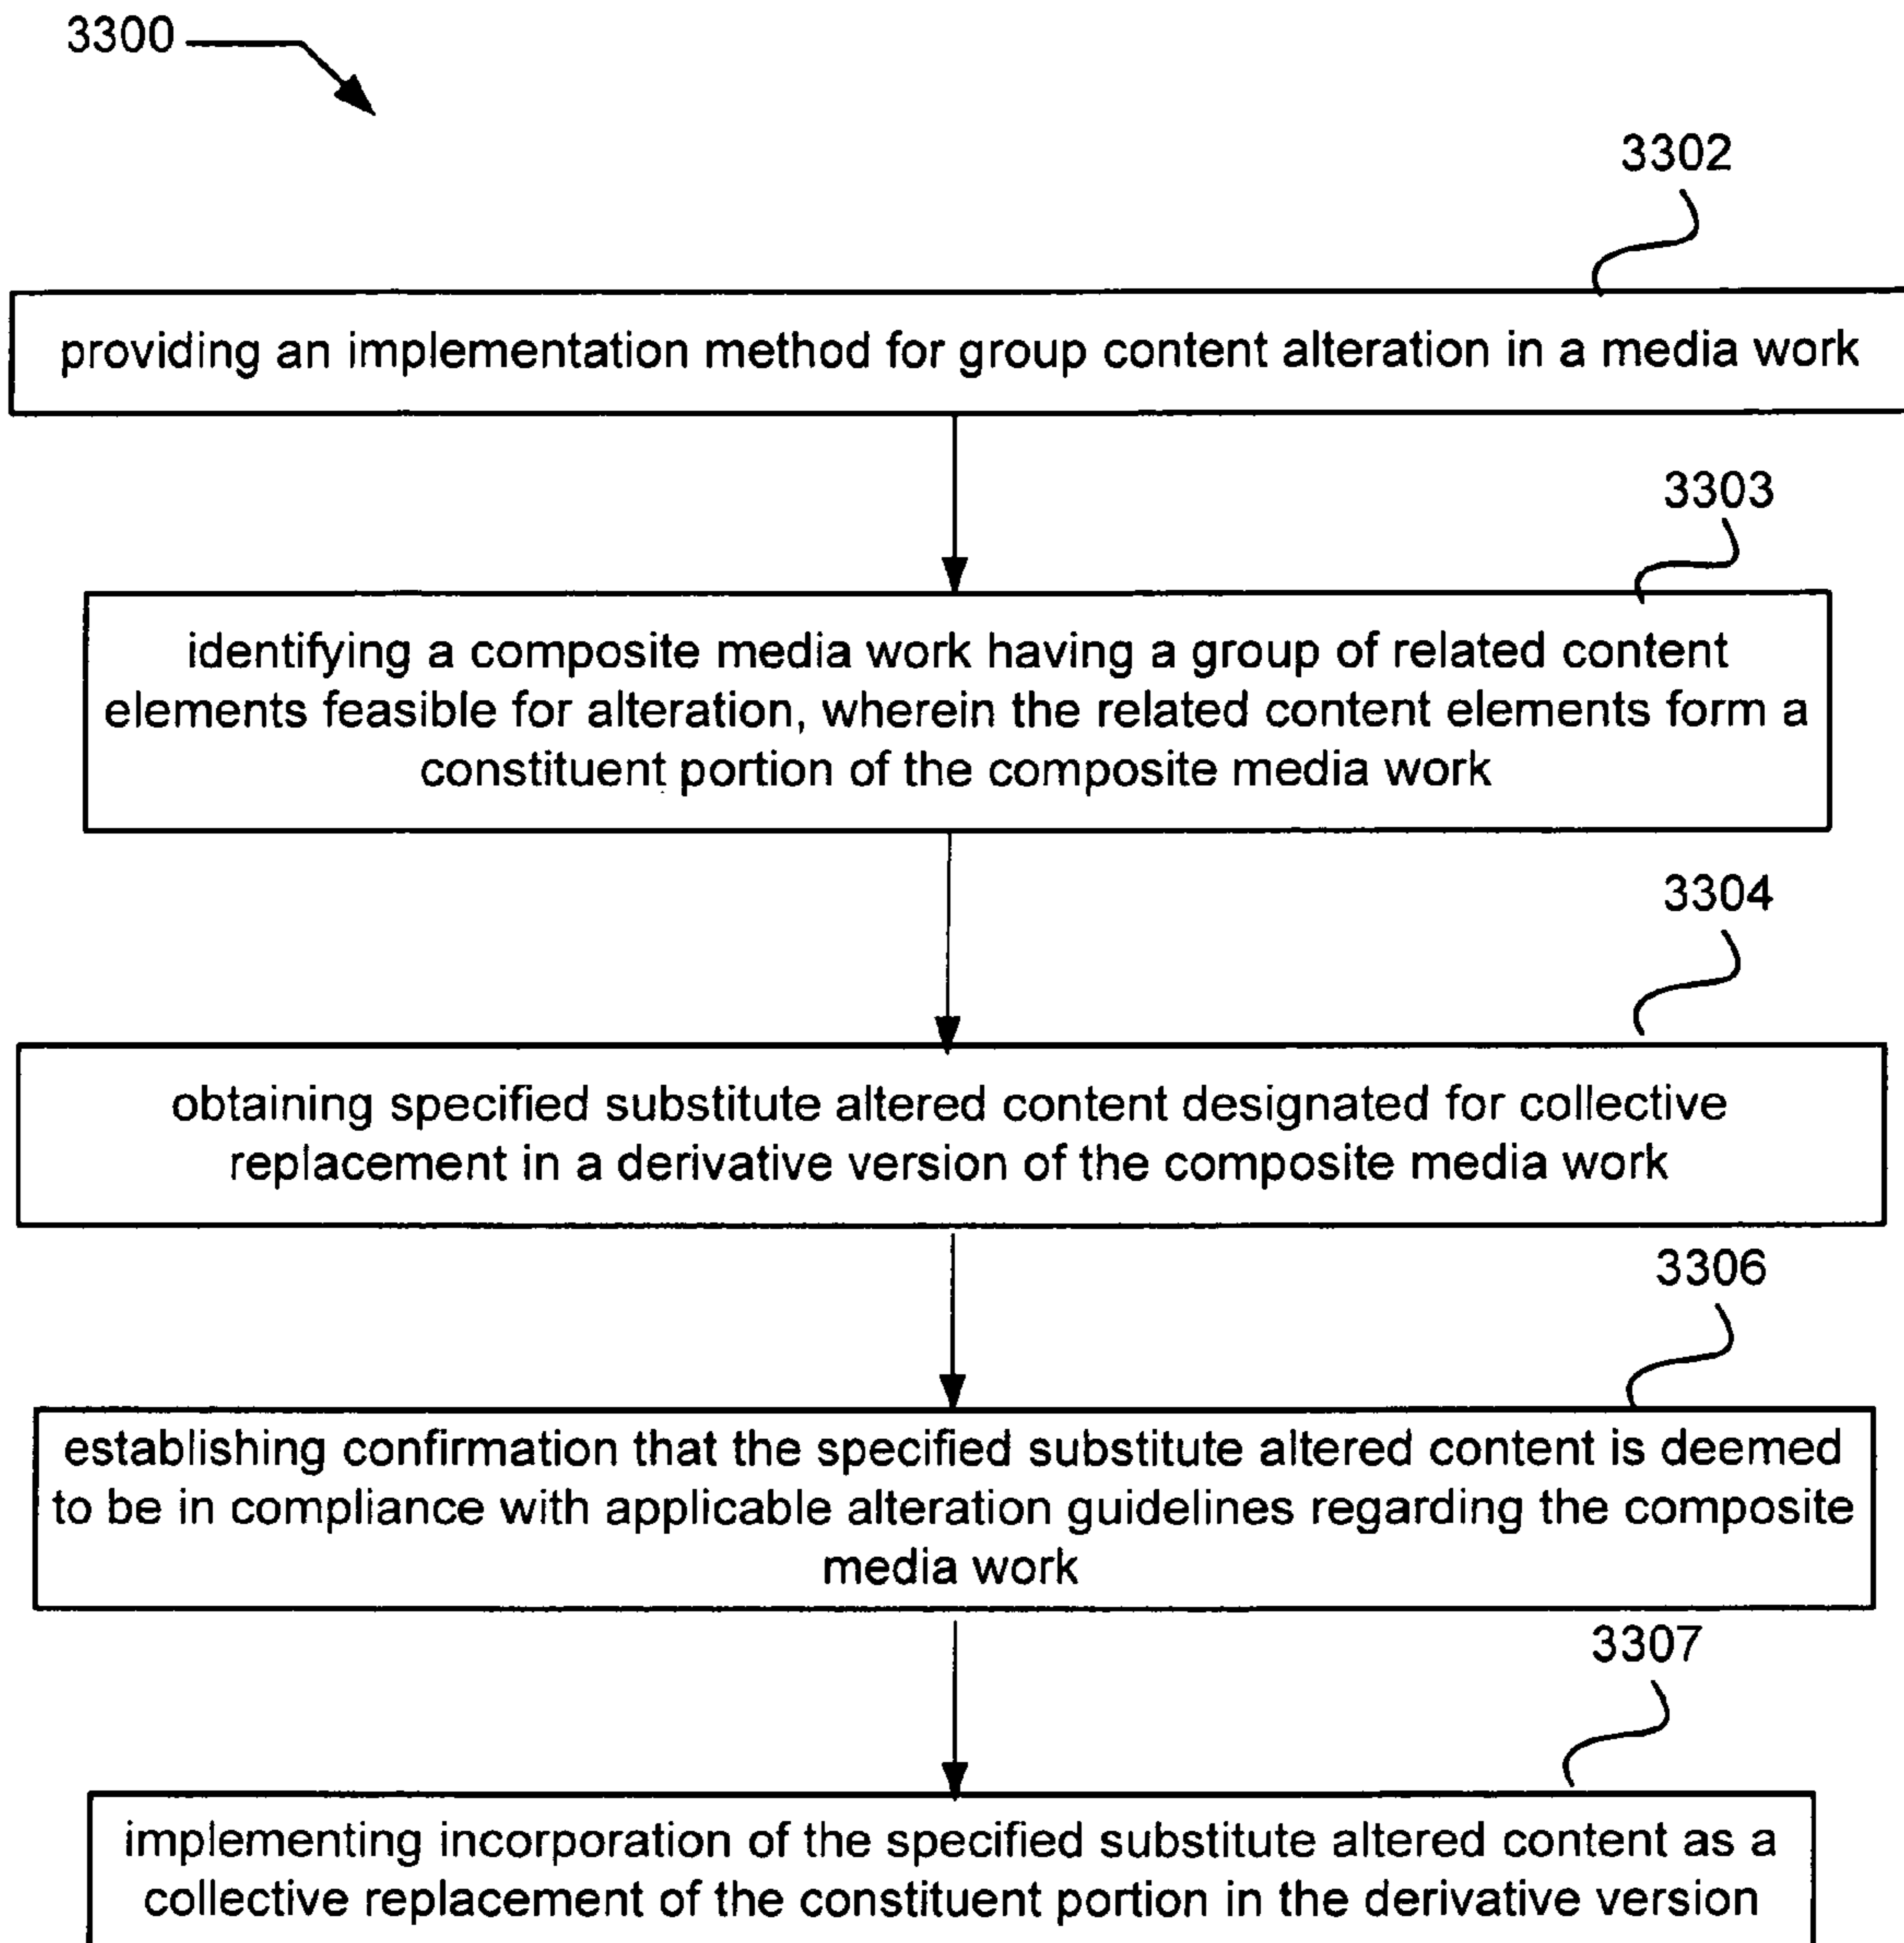 3300
3302
providing an implementation method for group content alteration in a media work
3303
identifying a composite media work having a group of related content
elements feasible for alteration, wherein the related content elements form a
constituent portion of the composite media work
3304
obtaining specified substitute altered content designated for collective
replacement in a derivative version of the composite media work
3306
establishing confirmation that the specified substitute altered content is deemed
to be in compliance with applicable alteration guidelines regarding the composite
media work
3307
implementing incorporation of the specified substitute altered content as a
collective replacement of the constituent portion in the derivative version